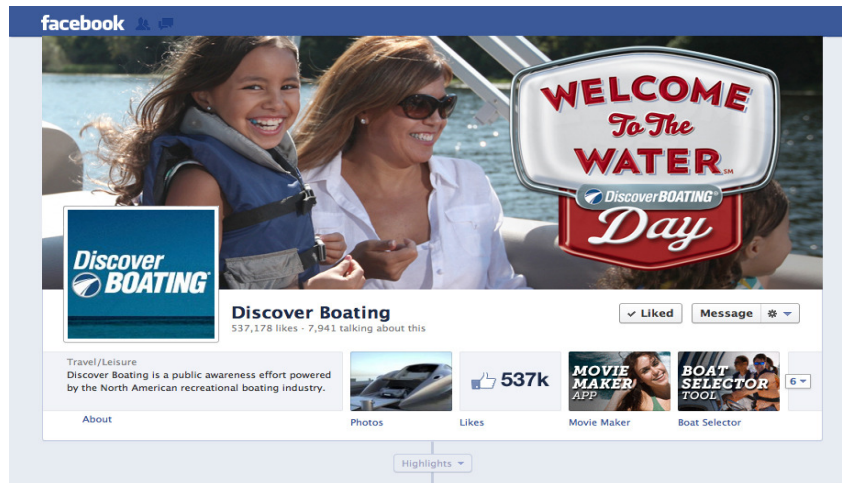 facebook
WELCOME
To The
WATER SM
Discover BOATING®
Day
Discover
BOATING®
Discover Boating
537,178 likes · 7,941 talking about this
✓ Liked
Message
Travel/Leisure
Discover Boating is a public awareness effort powered
by the North American recreational boating industry.
About
537k
MOVIE
MAKER
APP
BOAT
SELECTOR
TOOL
6
Photos
Likes
Movie Maker
Boat Selector
Highlights